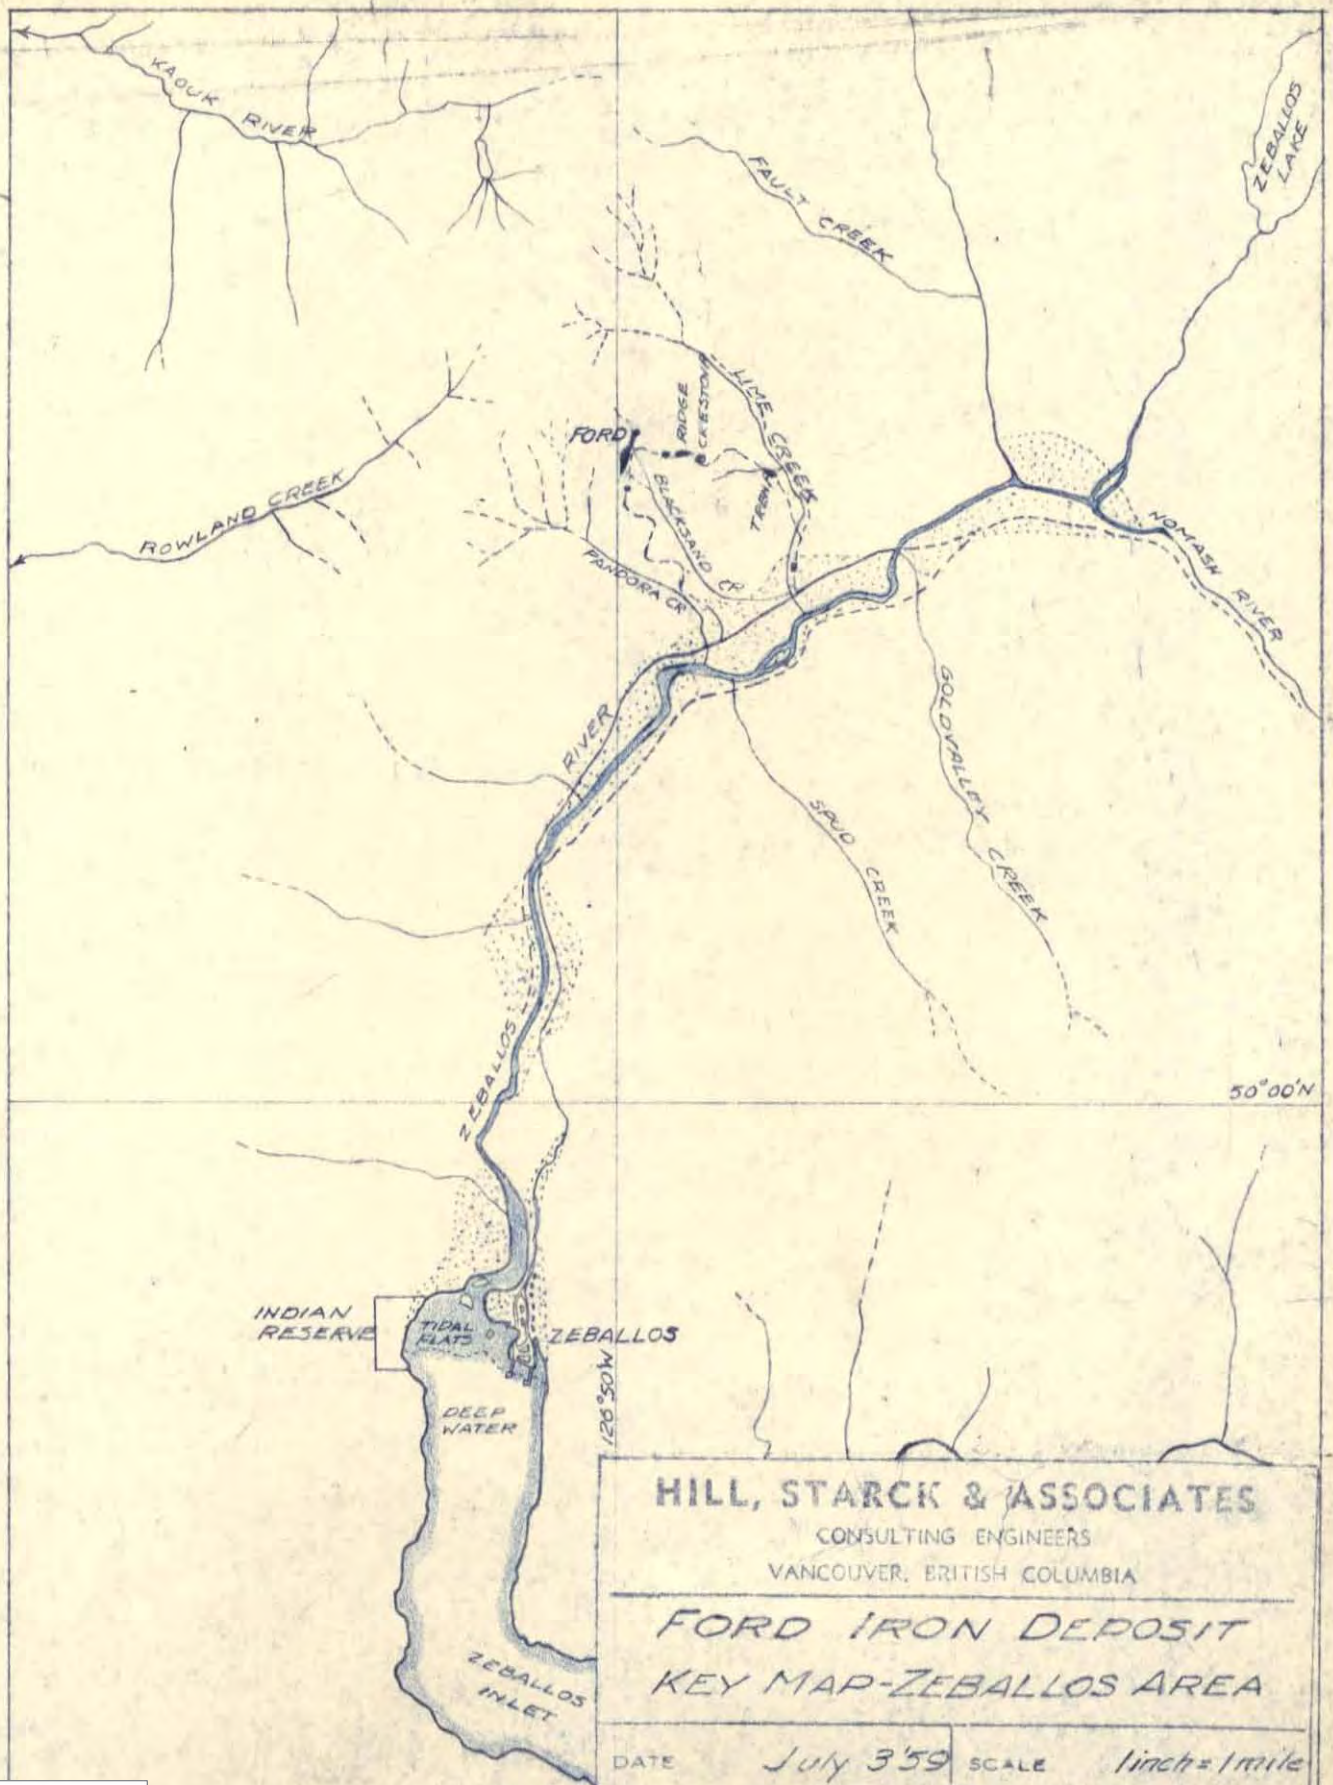 KAOUK
RIVER
FAULT CREEK
ZEBALLOS
LAKE
LIME CREEK
RIDGE
FORD
BLACKSAND CR
ROWLAND CREEK
PANDORA CR
NOMASH RIVER
GOLDVALLEY CREEK
SPUD CREEK
ZEBALLOS RIVER
50°00'N
INDIAN
RESERVE
TIDAL
FLATS
ZEBALLOS
126°50'W
DEEP
WATER
ZEBALLOS
INLET
HILL, STARCK & ASSOCIATES
CONSULTING ENGINEERS
VANCOUVER, BRITISH COLUMBIA
FORD IRON DEPOSIT
KEY MAP-ZEBALLOS AREA
DATE July 3'59 SCALE 1inch=1mile